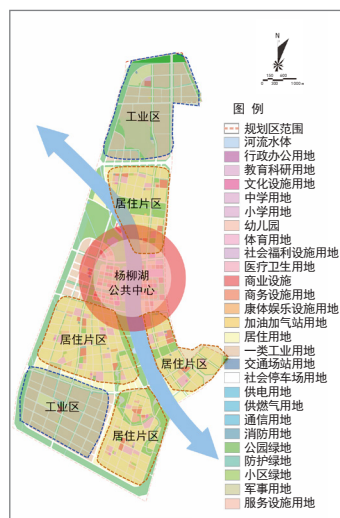 N
150 600
0 300 1000 m
工业区
居住片区
杨柳湖
公共中心
居住片区
居住片区
工业区
居住片区
图 例
规划区范围
河流水体
行政办公用地
教育科研用地
文化设施用地
中学用地
小学用地
幼儿园
体育用地
社会福利设施用地
医疗卫生用地
商业设施
商务设施用地
康体娱乐设施用地
加油加气站用地
居住用地
一类工业用地
交通场站用地
社会停车场用地
供电用地
供燃气用地
通信用地
消防用地
公园绿地
防护绿地
小区绿地
军事用地
服务设施用地